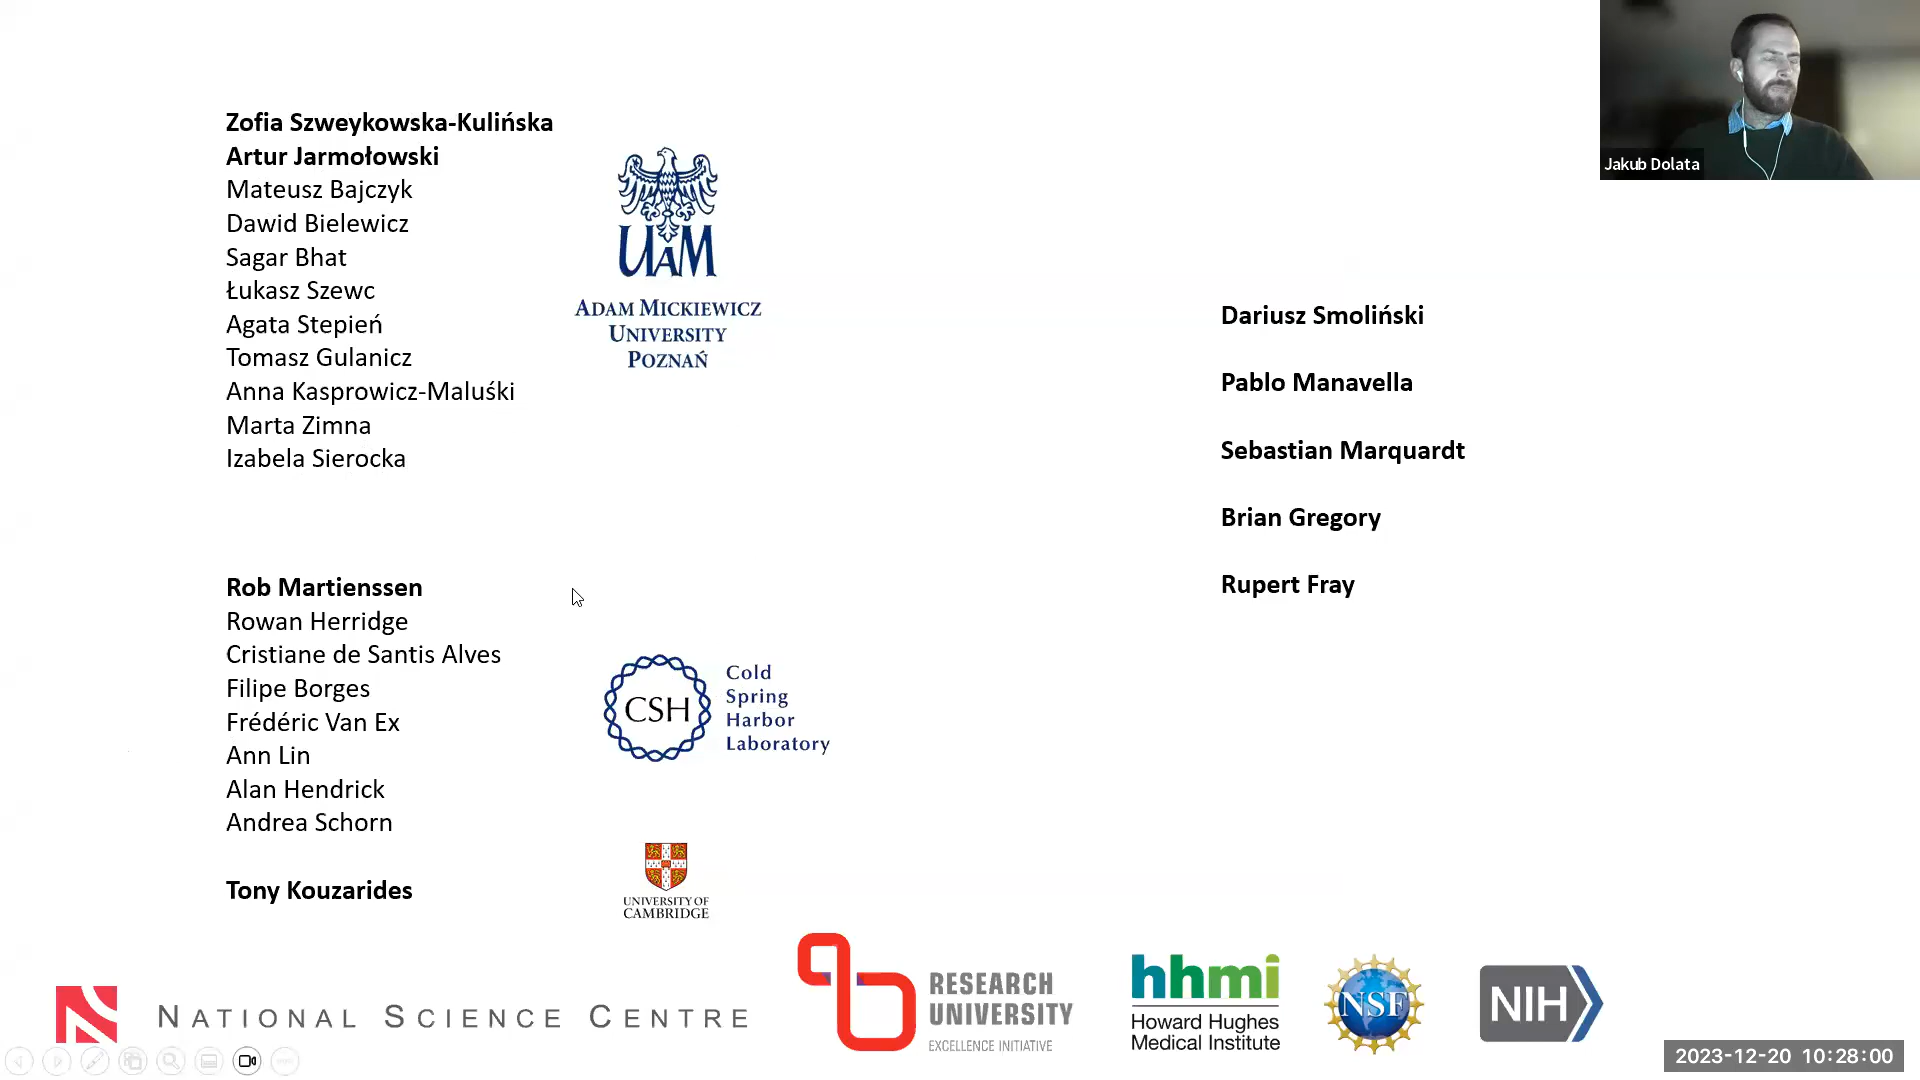 Zofia Szweykowska-Kulińska
Artur Jarmołowski
Mateusz Bajczyk
Dawid Bielewicz
Sagar Bhat
Łukasz Szewc
Agata Stepień
Tomasz Gulanicz
Anna Kasprowicz-Maluśki
Marta Zimna
Izabela Sierocka
UAM
ADAM MICKIEWICZ
UNIVERSITY
POZNAŃ
Rob Martienssen
Rowan Herridge
Cristiane de Santis Alves
Filipe Borges
Frédéric Van Ex
Ann Lin
Alan Hendrick
Andrea Schorn
CSH
Cold
Spring
Harbor
Laboratory
Tony Kouzarides
UNIVERSITY OF
CAMBRIDGE
Dariusz Smoliński
Pablo Manavella
Sebastian Marquardt
Brian Gregory
Rupert Fray
Jakub Dolata
NATIONAL SCIENCE CENTRE
RESEARCH
UNIVERSITY
EXCELLENCE INITIATIVE
hhmi
Howard Hughes
Medical Institute
NSF
NIH
2023-12-20 10:28:00